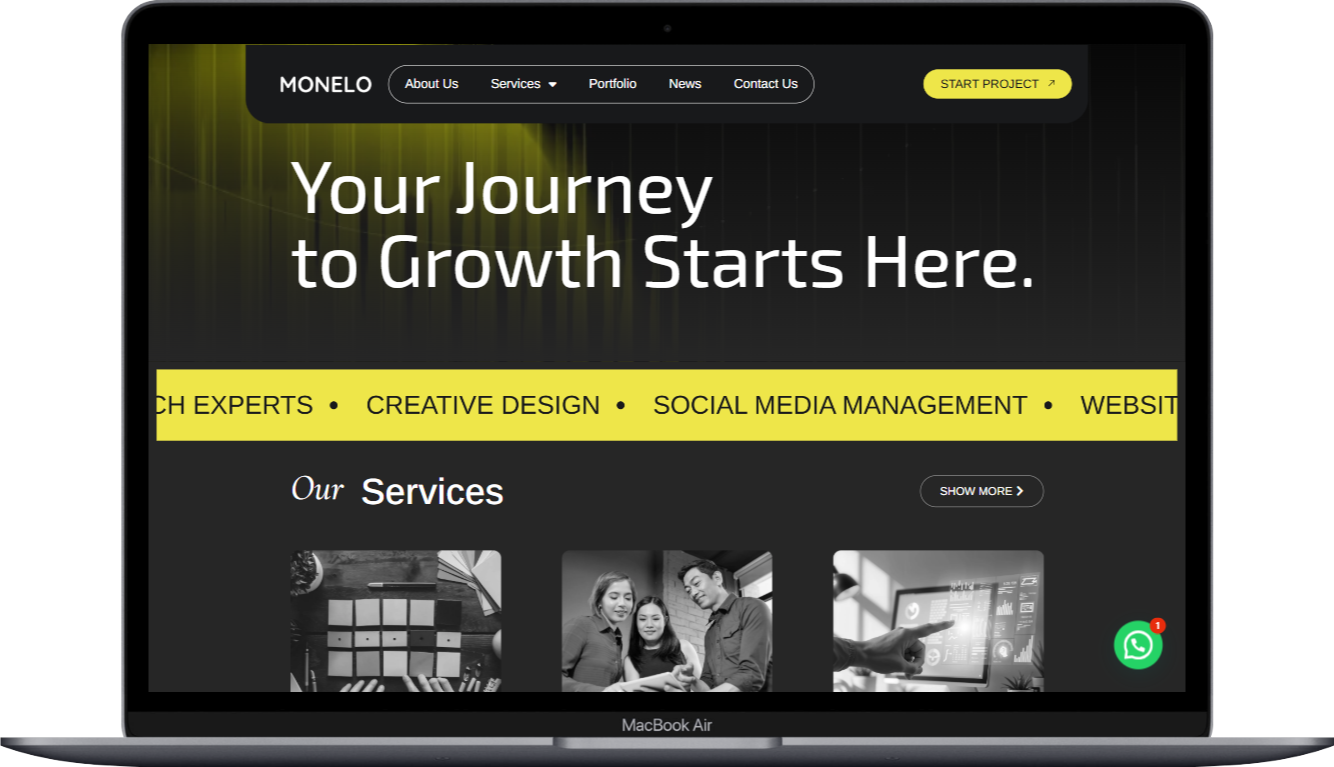 MONELO
About Us
Services
Portfolio
News
Contact Us
START PROJECT
Your Journey
to Growth Starts Here.
CH EXPERTS • CREATIVE DESIGN • SOCIAL MEDIA MANAGEMENT • WEBSIT
Our Services
SHOW MORE
1
MacBook Air